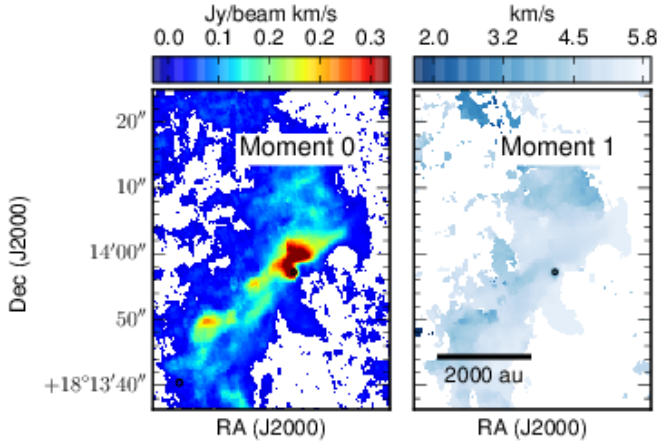 Jy/beam km/s
km/s
0.0 0.1 0.2 0.3 0.3
2.0 3.2 4.5 5.8
Moment 0
Moment 1
20″
10″
14′00″
50″
+18°13′40″
Dec (J2000)
2000 au
RA (J2000)
RA (J2000)